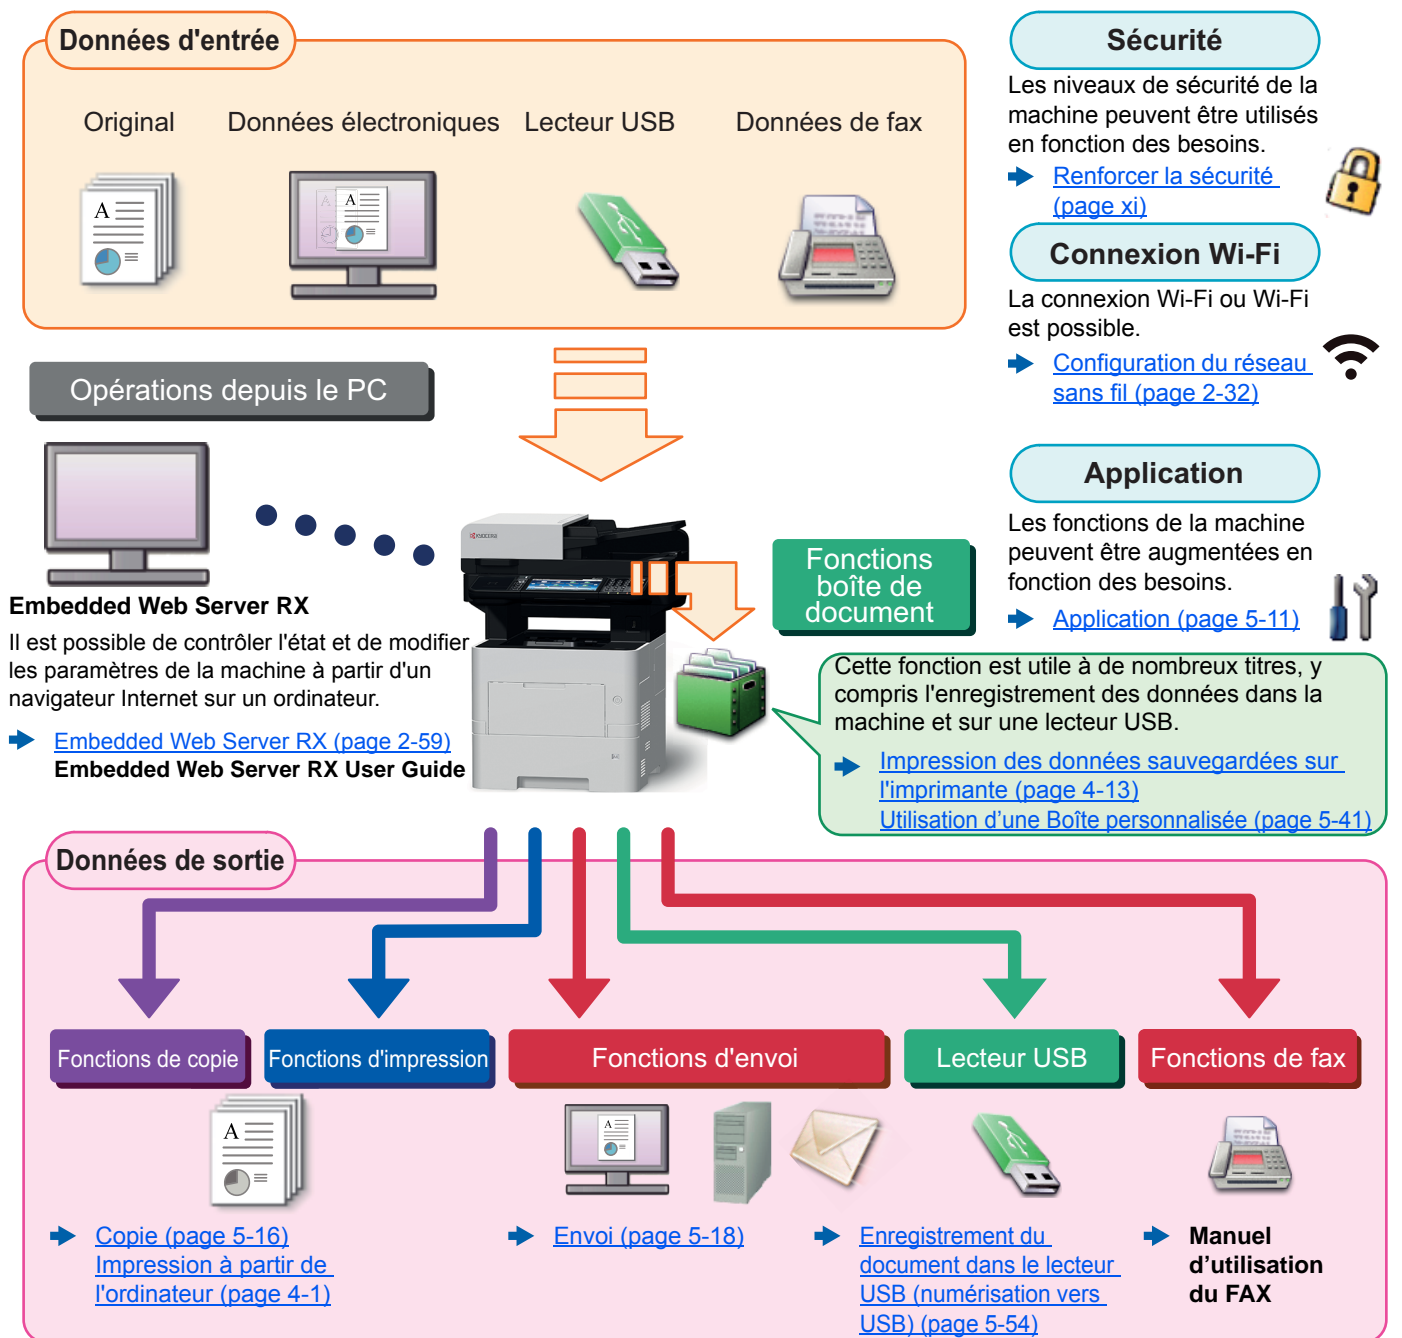 Données d'entrée
Original
Données électroniques
Lecteur USB
Données de fax
Sécurité
Les niveaux de sécurité de la
machine peuvent être utilisés
en fonction des besoins.
Renforcer la sécurité
(page xi)
Connexion Wi-Fi
La connexion Wi-Fi ou Wi-Fi
est possible.
Configuration du réseau
sans fil (page 2-32)
Application
Les fonctions de la machine
peuvent être augmentées en
fonction des besoins.
Application (page 5-11)
Opérations depuis le PC
Embedded Web Server RX
Il est possible de contrôler l'état et de modifier
les paramètres de la machine à partir d'un
navigateur Internet sur un ordinateur.
Embedded Web Server RX (page 2-59)
Embedded Web Server RX User Guide
KYOCERA
Fonctions
boîte de
document
Cette fonction est utile à de nombreux titres, y
compris l'enregistrement des données dans la
machine et sur une lecteur USB.
Impression des données sauvegardées sur
l'imprimante (page 4-13)
Utilisation d’une Boîte personnalisée (page 5-41)
Données de sortie
Fonctions de copie
Fonctions d'impression
Fonctions d'envoi
Lecteur USB
Fonctions de fax
A
A
A
A
Copie (page 5-16)
Impression à partir de
l'ordinateur (page 4-1)
Envoi (page 5-18)
Enregistrement du
document dans le lecteur
USB (numérisation vers
USB) (page 5-54)
Manuel
d’utilisation
du FAX